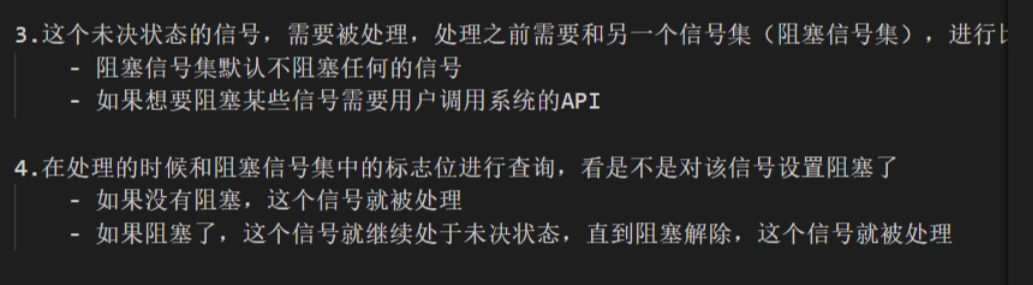 3.这个未决状态的信号，需要被处理，处理之前需要和另一个信号集（阻塞信号集），进行
- 阻塞信号集默认不阻塞任何的信号
- 如果想要阻塞某些信号需要用户调用系统的API
4.在处理的时候和阻塞信号集中的标志位进行查询，看是不是对该信号设置阻塞了
- 如果没有阻塞，这个信号就被处理
- 如果阻塞了，这个信号就继续处于未决状态，直到阻塞解除，这个信号就被处理